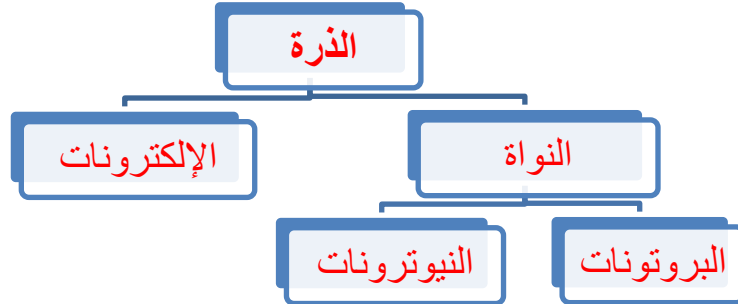 الذرة
النواة
الإلكترونات
البروتونات
النيوترونات